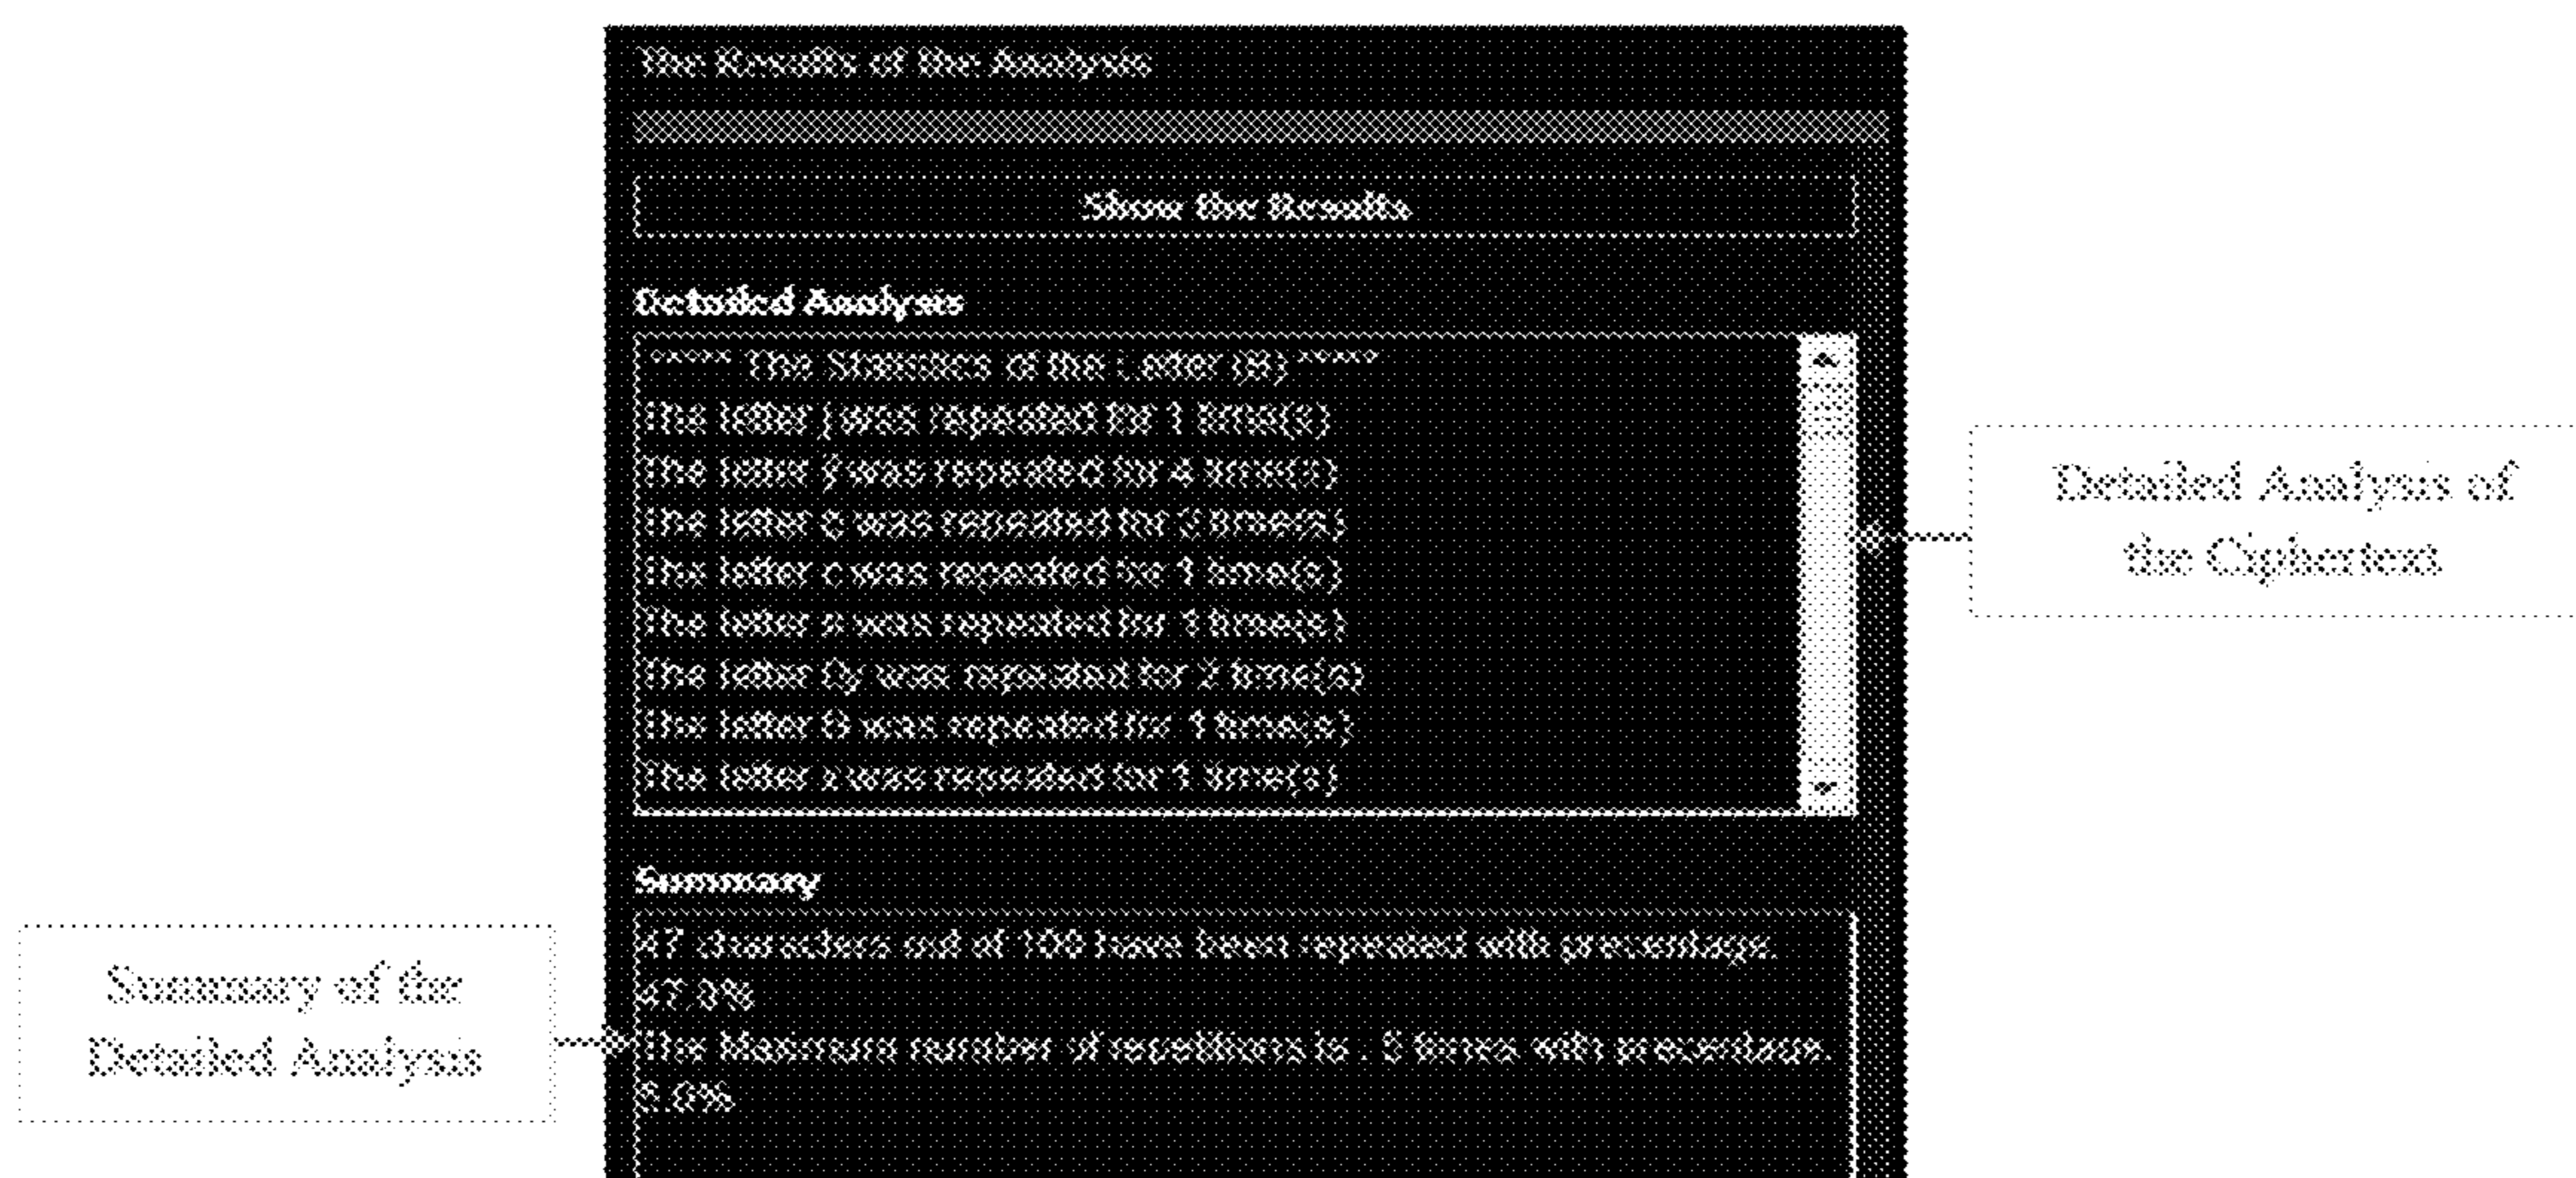 The Results of the Analysis
Show the Results
Detailed Analysis
***** The Statistics of the Letter *****
The letter j was repeated for 1 time(s)
The letter was repeated for 4 time(s)
The letter was repeated for 2 time(s)
The letter c was repeated for 1 time(s)
The letter was repeated for 1 time(s)
The letter was repeated for 2 time(s)
The letter was repeated for 1 time(s)
The letter was repeated for 1 time(s)
Detailed Analysis of
the Ciphertext
Summary
47 characters out of 100 have been repeated with precentage.
47.0%
The Maximum number of repetitions is : times with precentage.
Summary of the
Detailed Analysis